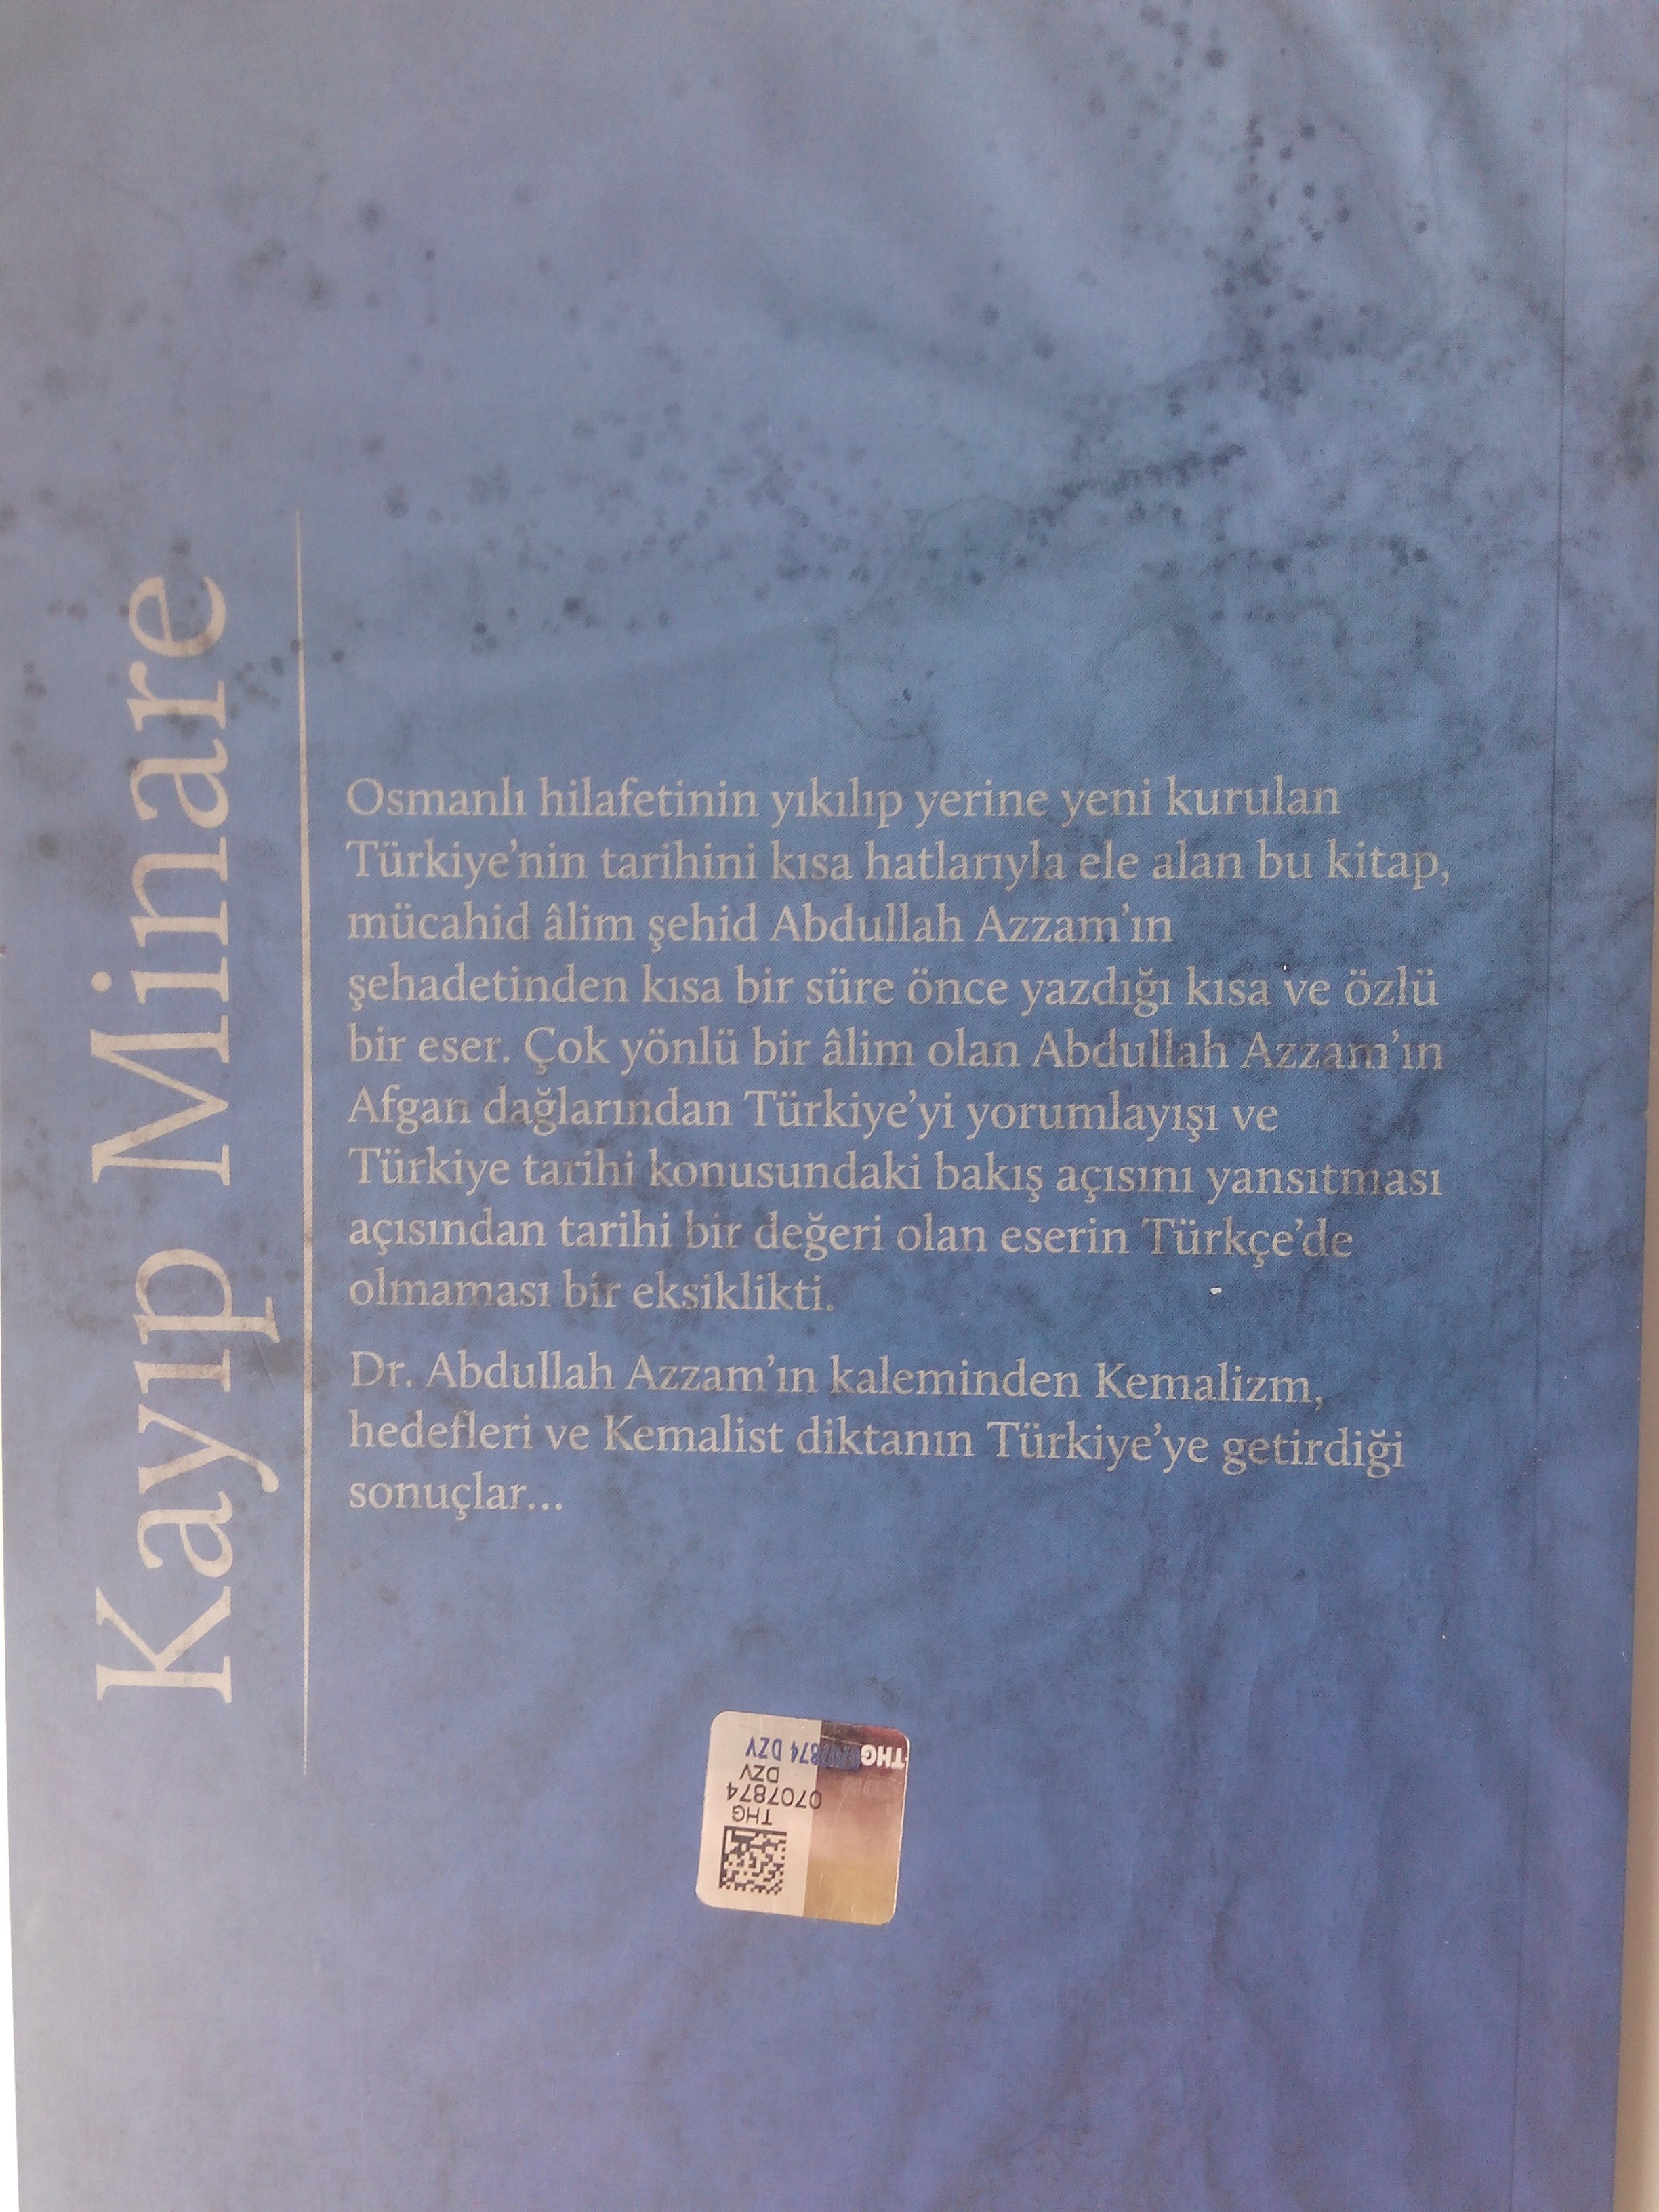 Kayıp Minare
Osmanlı hilafetinin yıkılıp yerine yeni kurulan
Türkiye'nin tarihini kısa hatlarıyla ele alan bu kitap,
mücahid âlim şehid Abdullah Azzam'ın
şehadetinden kısa bir süre önce yazdığı kısa ve özlü
bir eser. Çok yönlü bir âlim olan Abdullah Azzam'ın
Afgan dağlarından Türkiye'yi yorumlayışı ve
Türkiye tarihi konusundaki bakış açısını yansıtması
açısından tarihi bir değeri olan eserin Türkçe'de
olmaması bir eksiklikti.
Dr. Abdullah Azzam'ın kaleminden Kemalizm,
hedefleri ve Kemalist diktanın Türkiye'ye getirdiği
sonuçlar...
THG
0707874
DZV
THG 0707874 DZV